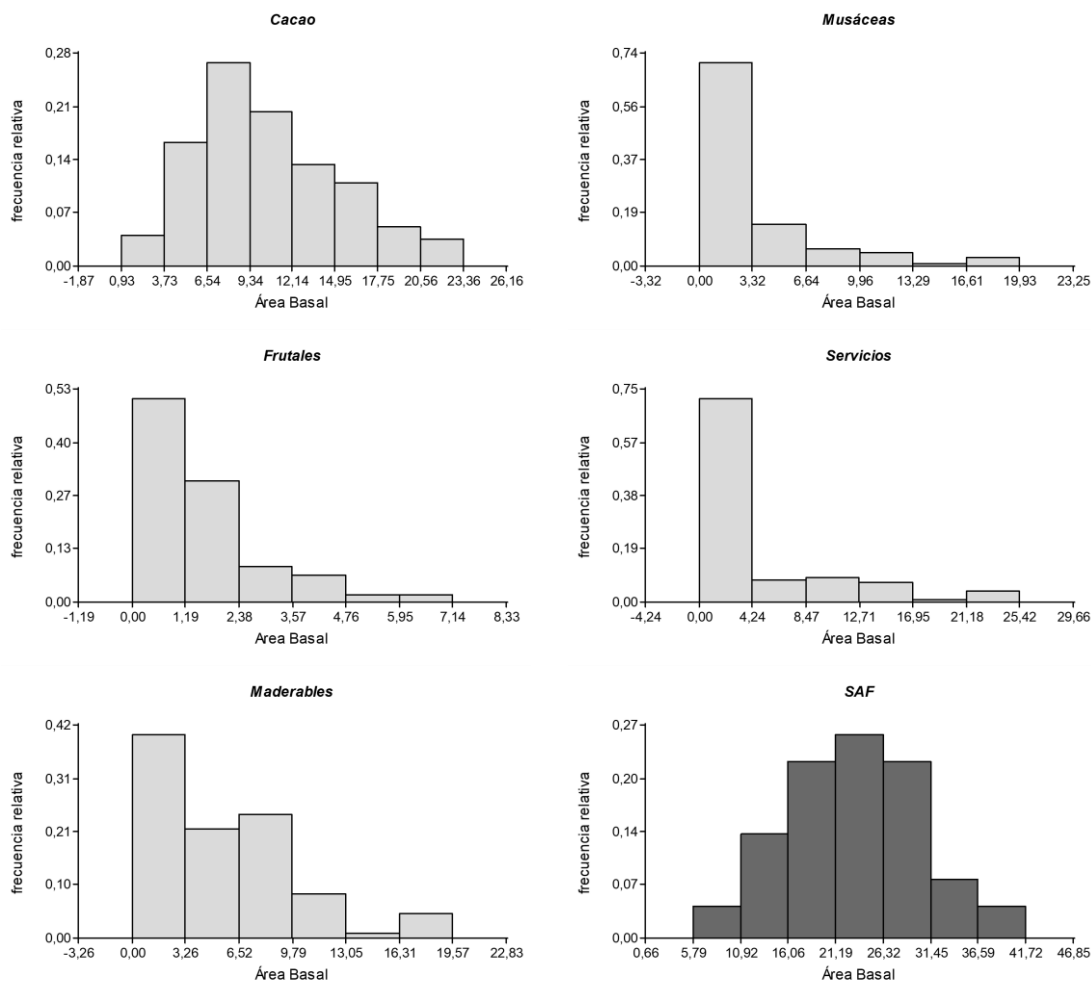 Cacao
0,28
0,21
0,14
0,07
0,00
frecuencia relativa
-1,87 0,93 3,73 6,54 9,34 12,14 14,95 17,75 20,56 23,36 26,16
Área Basal
Musáceas
0,74
0,56
0,37
0,19
0,00
frecuencia relativa
-3,32 0,00 3,32 6,64 9,96 13,29 16,61 19,93 23,25
Área Basal
Frutales
0,53
0,40
0,27
0,13
0,00
frecuencia relativa
-1,19 0,00 1,19 2,38 3,57 4,76 5,95 7,14 8,33
Area Basal
Servicios
0,75
0,57
0,38
0,19
0,00
frecuencia relativa
-4,24 0,00 4,24 8,47 12,71 16,95 21,18 25,42 29,66
Área Basal
Maderables
0,42
0,31
0,21
0,10
0,00
frecuencia relativa
-3,26 0,00 3,26 6,52 9,79 13,05 16,31 19,57 22,83
Área Basal
SAF
0,27
0,20
0,14
0,07
0,00
frecuencia relativa
0,66 5,79 10,92 16,06 21,19 26,32 31,45 36,59 41,72 46,85
Área Basal